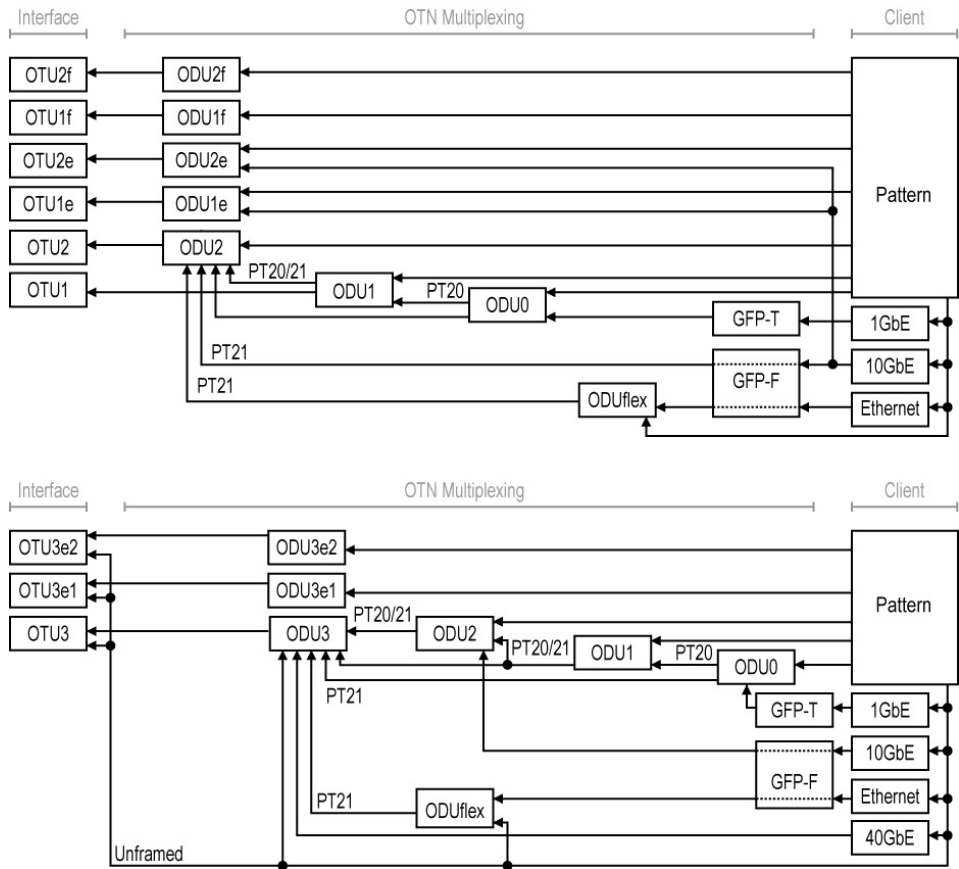 Interface OTN Multiplexing Client
OTU2f ODU2f
OTU1f ODU1f
OTU2e ODU2e
OTU1e ODU1e Pattern
OTU2 ODU2
PT20/21
OTU1 ODU1 PT20 ODU0
GFP-T 1GbE
PT21 10GbE
PT21 GFP-F
ODUflex Ethernet
Interface OTN Multiplexing Client
OTU3e2 ODU3e2
OTU3e1 ODU3e1 Pattern
PT20/21
OTU3 ODU3 ODU2
PT20/21 ODU1 PT20 ODU0
PT21 GFP-T 1GbE
10GbE
GFP-F
PT21 ODUflex Ethernet
40GbE
Unframed